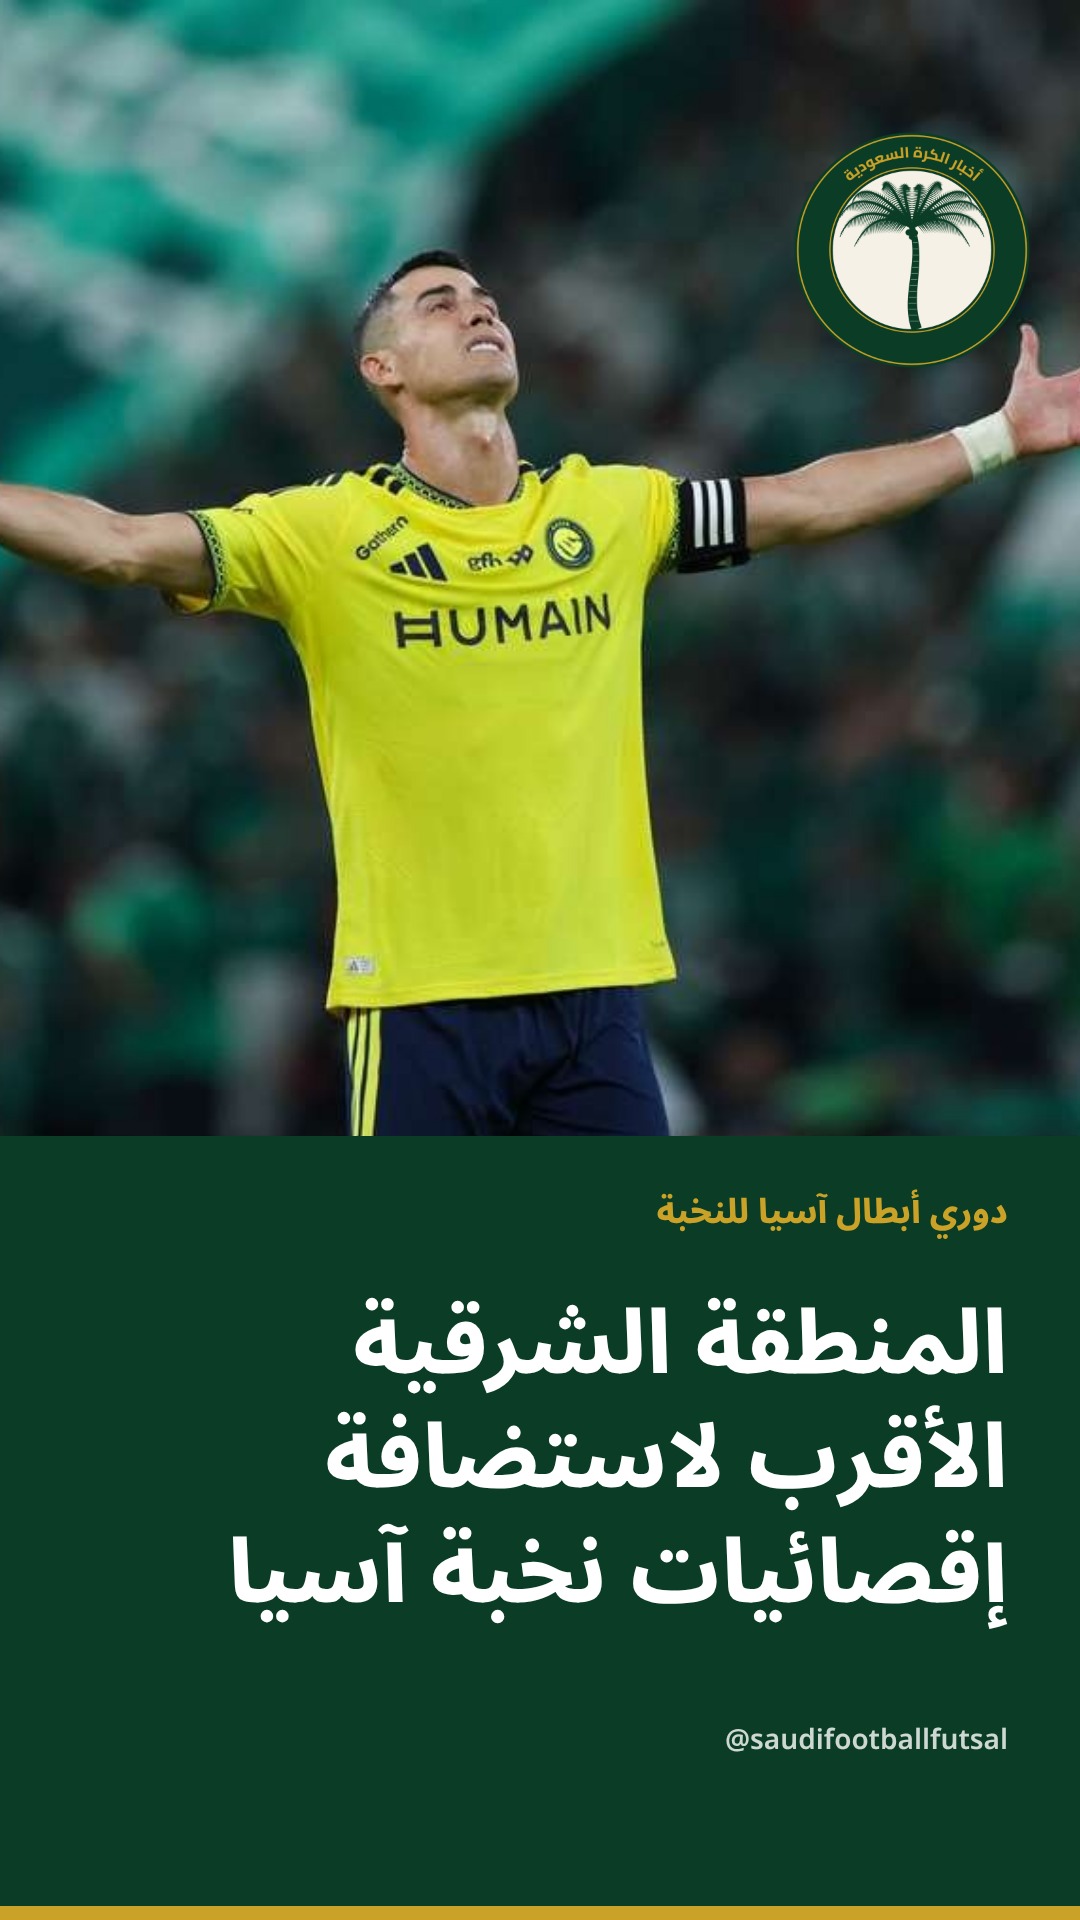 أخبار الكرة السعودية
Gathern
gfh
HUMAIN
دوري أبطال آسيا للنخبة
المنطقة الشرقية
الأقرب لاستضافة
إقصائيات نخبة آسيا
@saudifootballfutsal